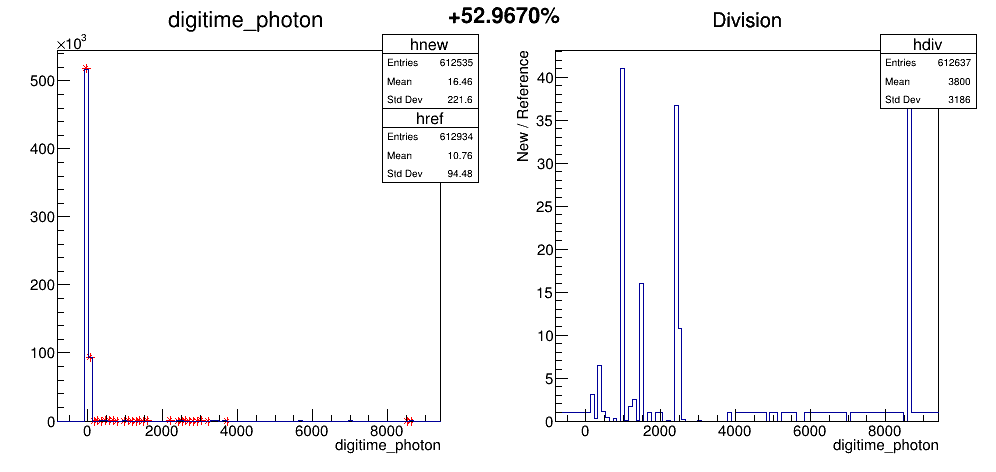 +52.9670%
digitime_photon
×10³
500
400
300
200
100
0
0 2000 4000 6000 8000
digitime_photon
hnew
Entries 612535
Mean 16.46
Std Dev 221.6
href
Entries 612934
Mean 10.76
Std Dev 94.48
Division
New / Reference
40
35
30
25
20
15
10
5
0
0 2000 4000 6000 8000
digitime_photon
hdiv
Entries 612637
Mean 3800
Std Dev 3186